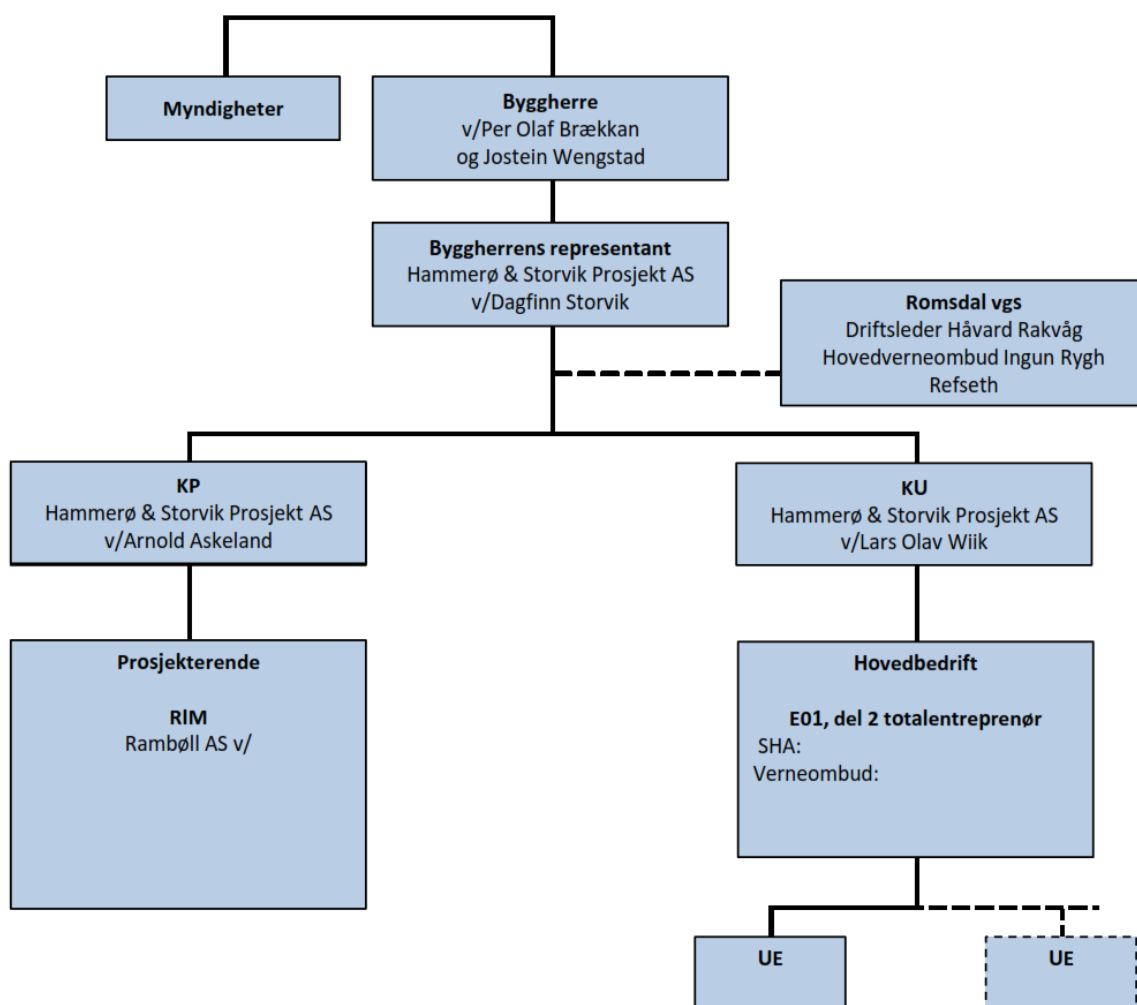 Myndigheter
Byggherre
v/Per Olaf Brækkan
og Jostein Wengstad
Byggherrens representant
Hammerø & Storvik Prosjekt AS
v/Dagfinn Storvik
Romsdal vgs
Driftsleder Håvard Rakvåg
Hovedverneombud Ingun Rygh
Refseth
KP
Hammerø & Storvik Prosjekt AS
v/Arnold Askeland
KU
Hammerø & Storvik Prosjekt AS
v/Lars Olav Wiik
Prosjekterende
RIM
Rambøll AS v/
Hovedbedrift
E01, del 2 totalentreprenør
SHA:
Verneombud:
UE
UE